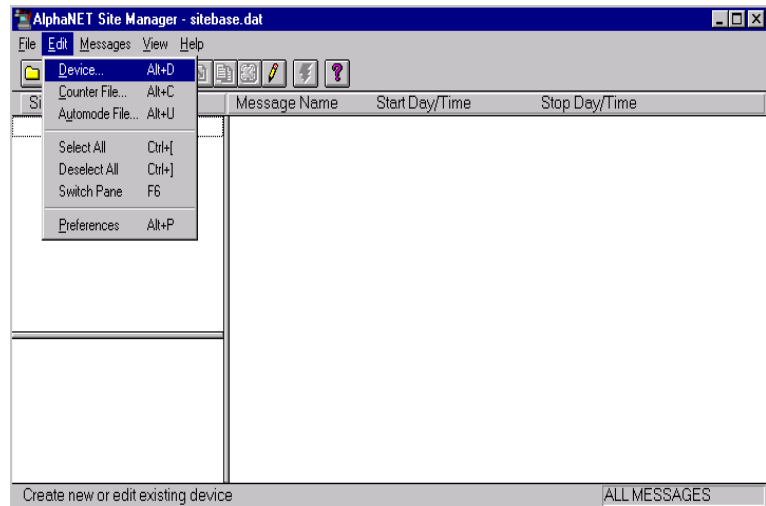 AlphaNET Site Manager - sitebase.dat
File Edit Messages View Help
Device... Alt+D
Counter File... Alt+C
Automode File... Alt+U
Select All Ctrl+[
Deselect All Ctrl+]
Switch Pane F6
Preferences Alt+P
Si
Message Name Start Day/Time Stop Day/Time
Create new or edit existing device
ALL MESSAGES